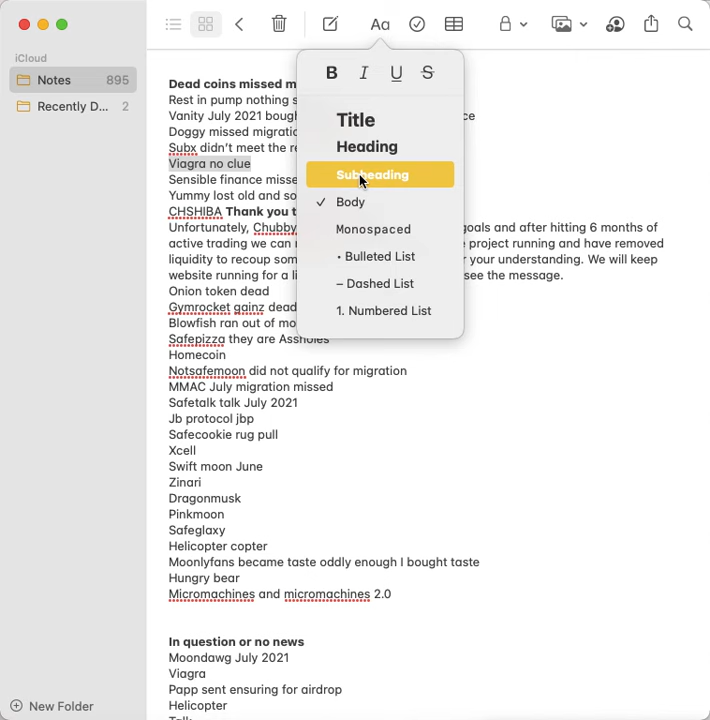 Aa
iCloud
Notes 895
Recently D... 2
New Folder
B I U S
Title
Heading
Subheading
✓ Body
Monospaced
• Bulleted List
– Dashed List
1. Numbered List
Dead coins missed m
Rest in pump nothing s
Vanity July 2021 bough ce
Doggy missed migratio
Subx didn't meet the re
Viagra no clue
Sensible finance misse
Yummy lost old and so
CHSHIBA Thank you t
Unfortunately, Chubby goals and after hitting 6 months of
active trading we can project running and have removed
liquidity to recoup som your understanding. We will keep
website running for a li see the message.
Onion token dead
Gymrocket gainz dead
Blowfish ran out of mo
Safepizza they are Assholes
Homecoin
Notsafemoon did not qualify for migration
MMAC July migration missed
Safetalk talk July 2021
Jb protocol jbp
Safecookie rug pull
Xcell
Swift moon June
Zinari
Dragonmusk
Pinkmoon
Safeglaxy
Helicopter copter
Moonlyfans became taste oddly enough I bought taste
Hungry bear
Micromachines and micromachines 2.0
In question or no news
Moondawg July 2021
Viagra
Papp sent ensuring for airdrop
Helicopter